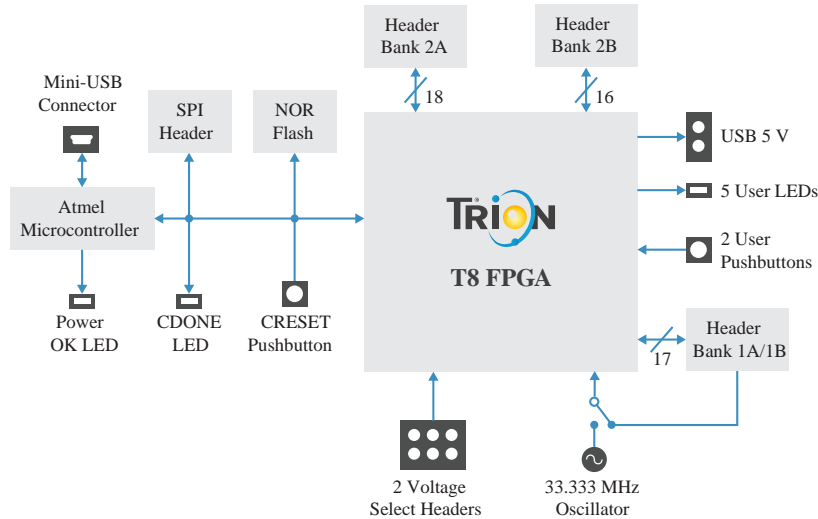 Header
Bank 2A
Header
Bank 2B
18
16
Mini-USB
Connector
SPI
Header
NOR
Flash
USB 5 V
Atmel
Microcontroller
TRION
T8 FPGA
5 User LEDs
2 User
Pushbuttons
Power
OK LED
CDONE
LED
CRESET
Pushbutton
17
Header
Bank 1A/1B
2 Voltage
Select Headers
33.333 MHz
Oscillator